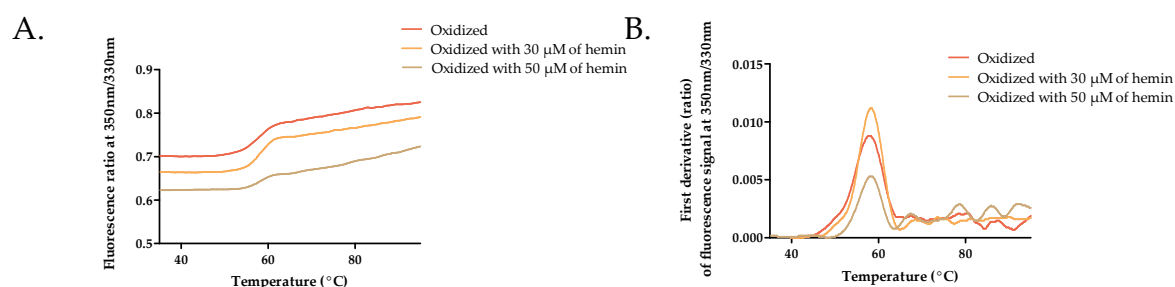 A.
Oxidized
Oxidized with 30 µM of hemin
Oxidized with 50 µM of hemin
Fluorescence ratio at 350nm/330nm
0.9
0.8
0.7
0.6
0.5
40
60
80
Temperature (°C)
B.
Oxidized
Oxidized with 30 µM of hemin
Oxidized with 50 µM of hemin
First derivative (ratio)
of fluorescence signal at 350nm/330nm
0.015
0.010
0.005
0.000
40
60
80
Temperature (°C)